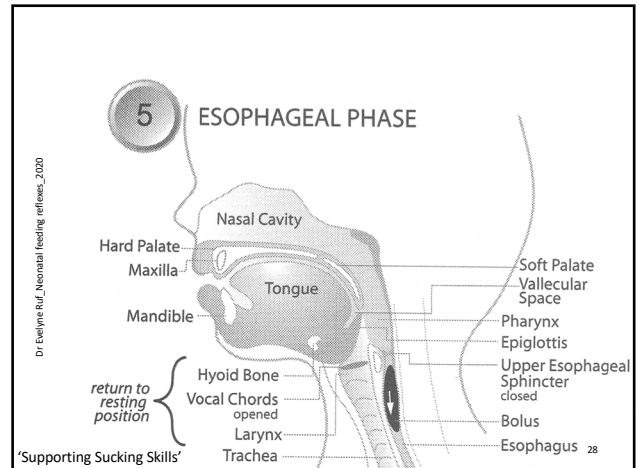 5
ESOPHAGEAL PHASE
Dr Evelyne Ruf_Neonatal feeding reflexes_2020
Nasal Cavity
Hard Palate
Maxilla
Tongue
Mandible
Soft Palate
Vallecular
Space
Pharynx
Epiglottis
Upper Esophageal
Sphincter
closed
Bolus
Esophagus
return to
resting
position
Hyoid Bone
Vocal Chords
opened
Larynx
Trachea
'Supporting Sucking Skills'
28